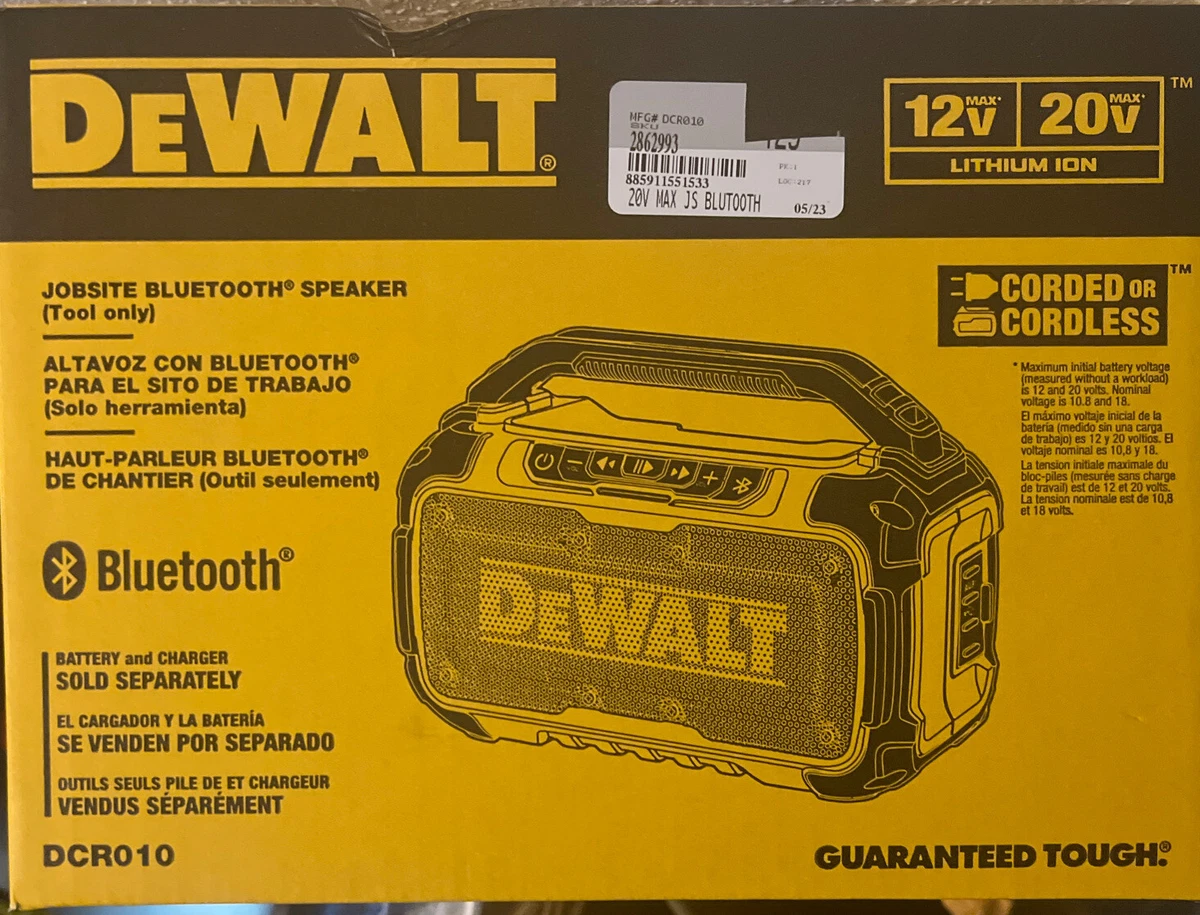 DEWALT®
MFG# DCR010
SKU
2862993
885911551533
PK:1
LOC:217
20V MAX JS BLUTOOTH
05/23
12V MAX* 20V MAX* TM
LITHIUM ION
JOBSITE BLUETOOTH® SPEAKER
(Tool only)
ALTAVOZ CON BLUETOOTH®
PARA EL SITO DE TRABAJO
(Solo herramienta)
HAUT-PARLEUR BLUETOOTH®
DE CHANTIER (Outil seulement)
Bluetooth®
BATTERY and CHARGER
SOLD SEPARATELY
EL CARGADOR Y LA BATERÍA
SE VENDEN POR SEPARADO
OUTILS SEULS PILE DE ET CHARGEUR
VENDUS SÉPARÉMENT
DCR010
CORDED OR TM
CORDLESS
* Maximum initial battery voltage
(measured without a workload)
is 12 and 20 volts. Nominal
voltage is 10.8 and 18.
El máximo voltaje inicial de la
batería (medido sin una carga
de trabajo) es 12 y 20 voltios. El
voltaje nominal es 10,8 y 18.
La tension initiale maximale du
bloc-piles (mesurée sans charge
de travail) est de 12 et 20 volts.
La tension nominale est de 10,8
et 18 volts.
DEWALT
GUARANTEED TOUGH.®